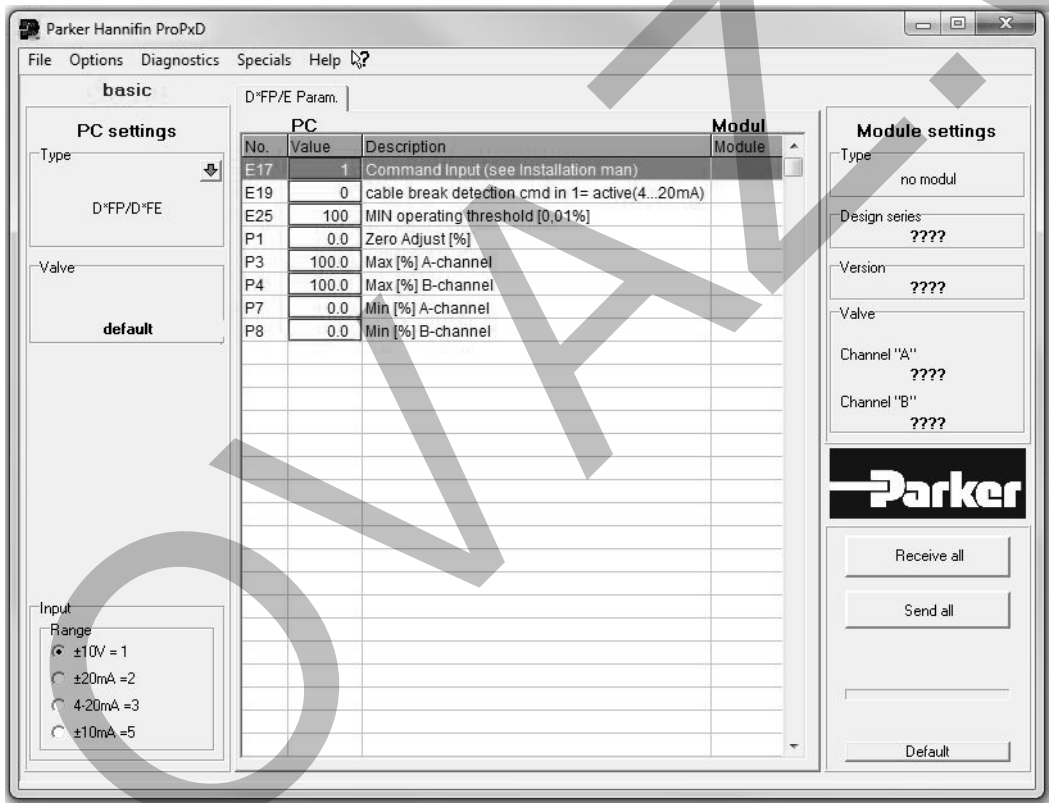 Parker Hannifin ProPxD
File Options Diagnostics Specials Help ?
basic
PC settings
Type
D*FP/D*FE
Valve
default
Input
Range
±10V = 1
±20mA =2
4-20mA =3
±10mA =5
D*FP/E Param.
PC Modul
No. Value Description Module
E17 1 Command Input (see Installation man)
E19 0 cable break detection cmd in 1= active(4...20mA)
E25 100 MIN operating threshold [0,01%]
P1 0.0 Zero Adjust [%]
P3 100.0 Max [%] A-channel
P4 100.0 Max [%] B-channel
P7 0.0 Min [%] A-channel
P8 0.0 Min [%] B-channel
Module settings
Type
no modul
Design series
????
Version
????
Valve
Channel "A"
????
Channel "B"
????
Parker
Receive all
Send all
Default
OVAZ.